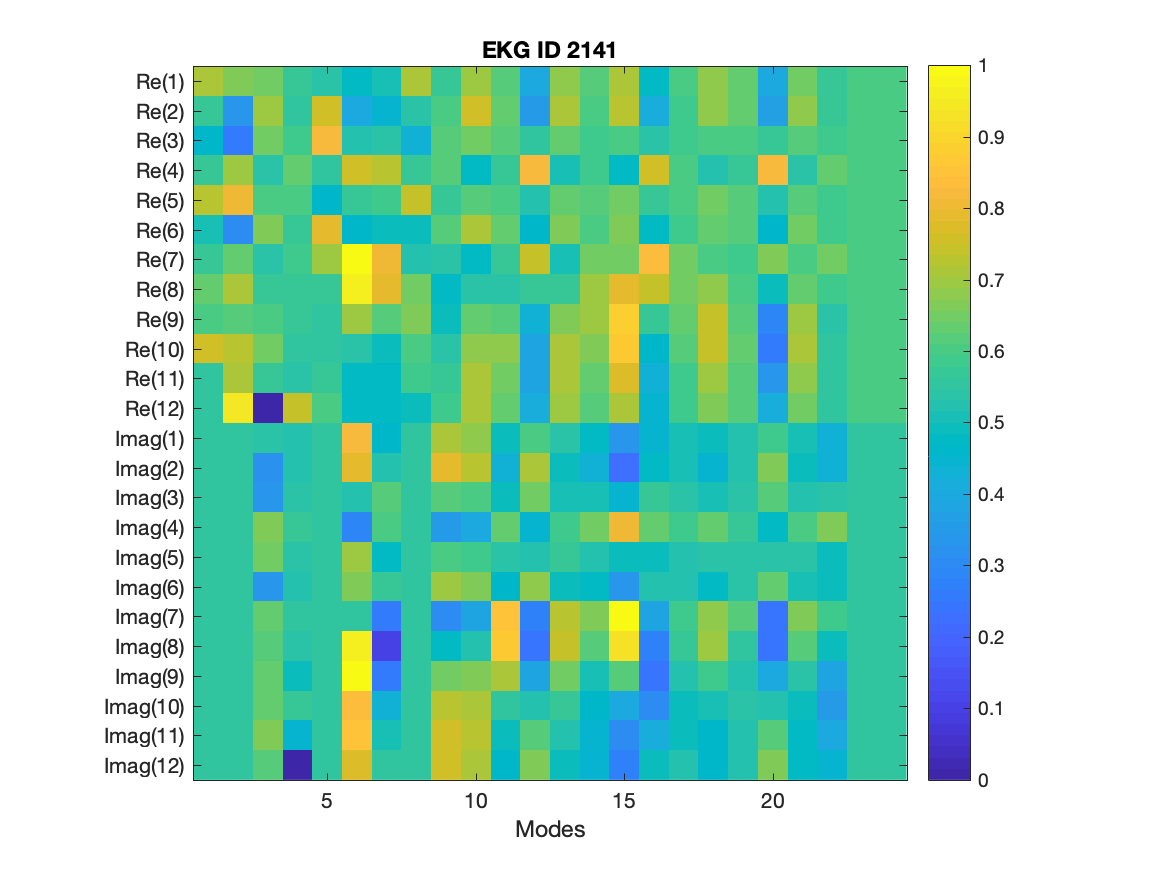 EKG ID 2141
Re(1)
Re(2)
Re(3)
Re(4)
Re(5)
Re(6)
Re(7)
Re(8)
Re(9)
Re(10)
Re(11)
Re(12)
Imag(1)
Imag(2)
Imag(3)
Imag(4)
Imag(5)
Imag(6)
Imag(7)
Imag(8)
Imag(9)
Imag(10)
Imag(11)
Imag(12)
5 10 15 20
Modes
1
0.9
0.8
0.7
0.6
0.5
0.4
0.3
0.2
0.1
0